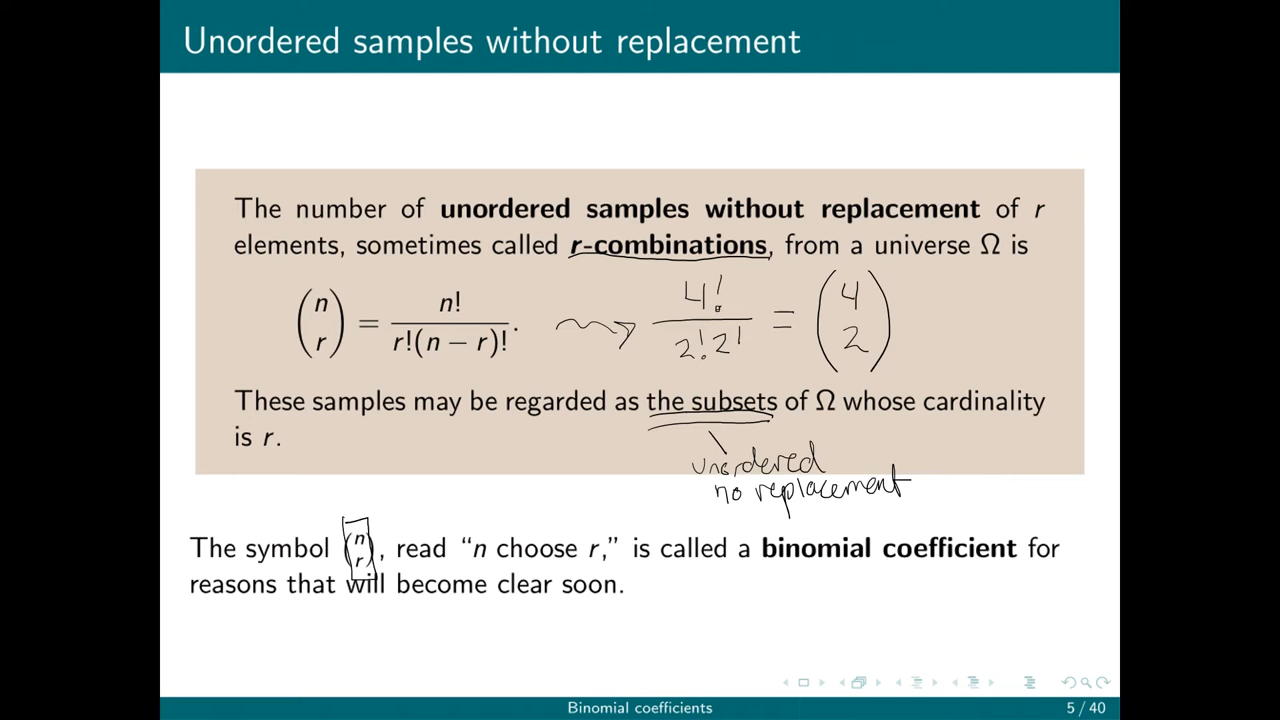 Unordered samples without replacement
The number of unordered samples without replacement of r
elements, sometimes called r-combinations, from a universe Ω is
(n r) = n! / r!(n − r)!. ⇝ 4! / 2!2! = (4 2)
These samples may be regarded as the subsets of Ω whose cardinality
is r.
unordered
no replacement
The symbol (n r), read “n choose r,” is called a binomial coefficient for
reasons that will become clear soon.
Binomial coefficients 5 / 40